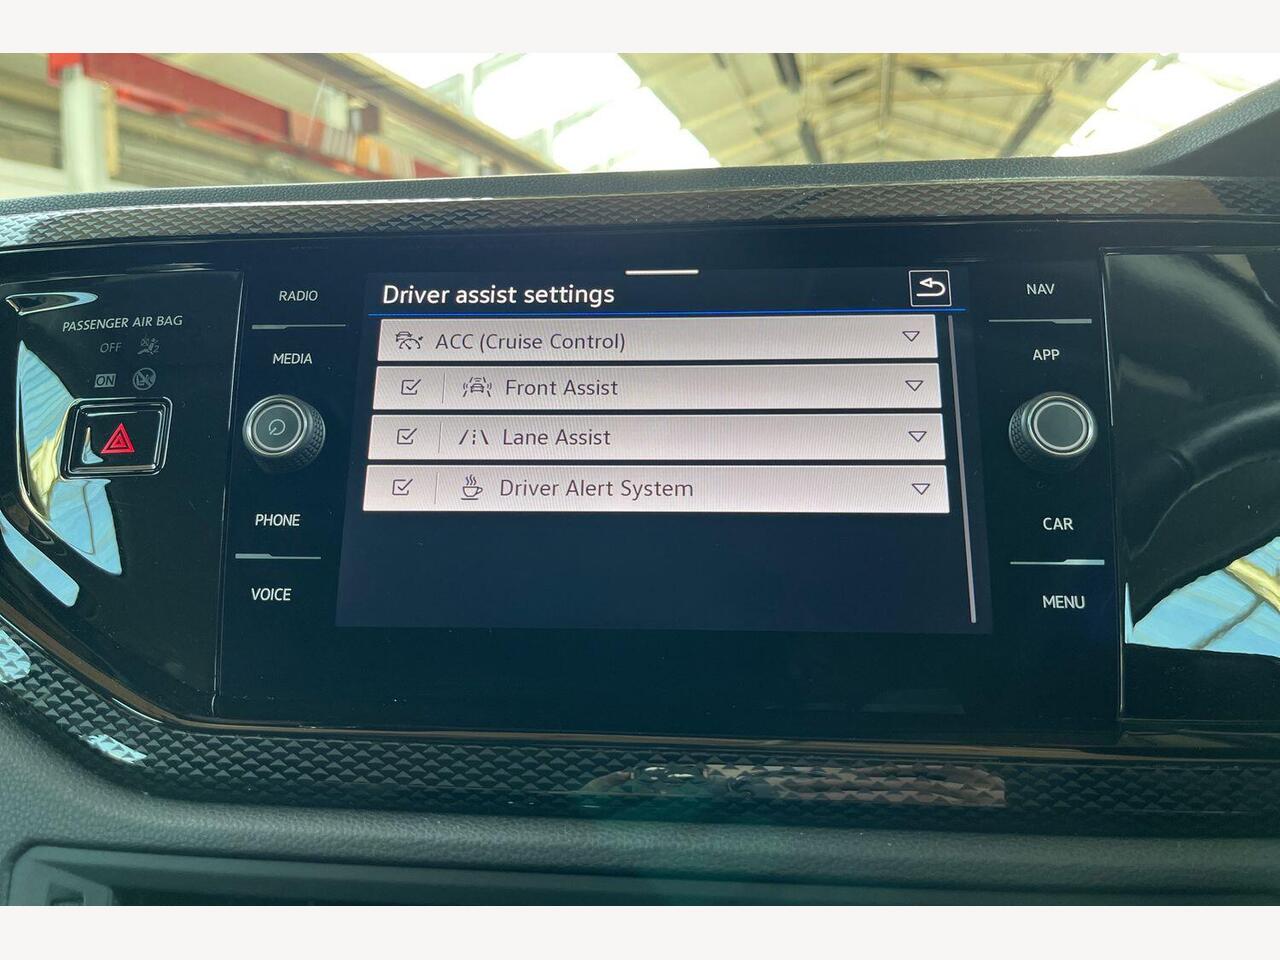 PASSENGER AIR BAG
OFF
2
ON
RADIO
MEDIA
PHONE
VOICE
Driver assist settings
ACC (Cruise Control)
Front Assist
Lane Assist
Driver Alert System
NAV
APP
CAR
MENU